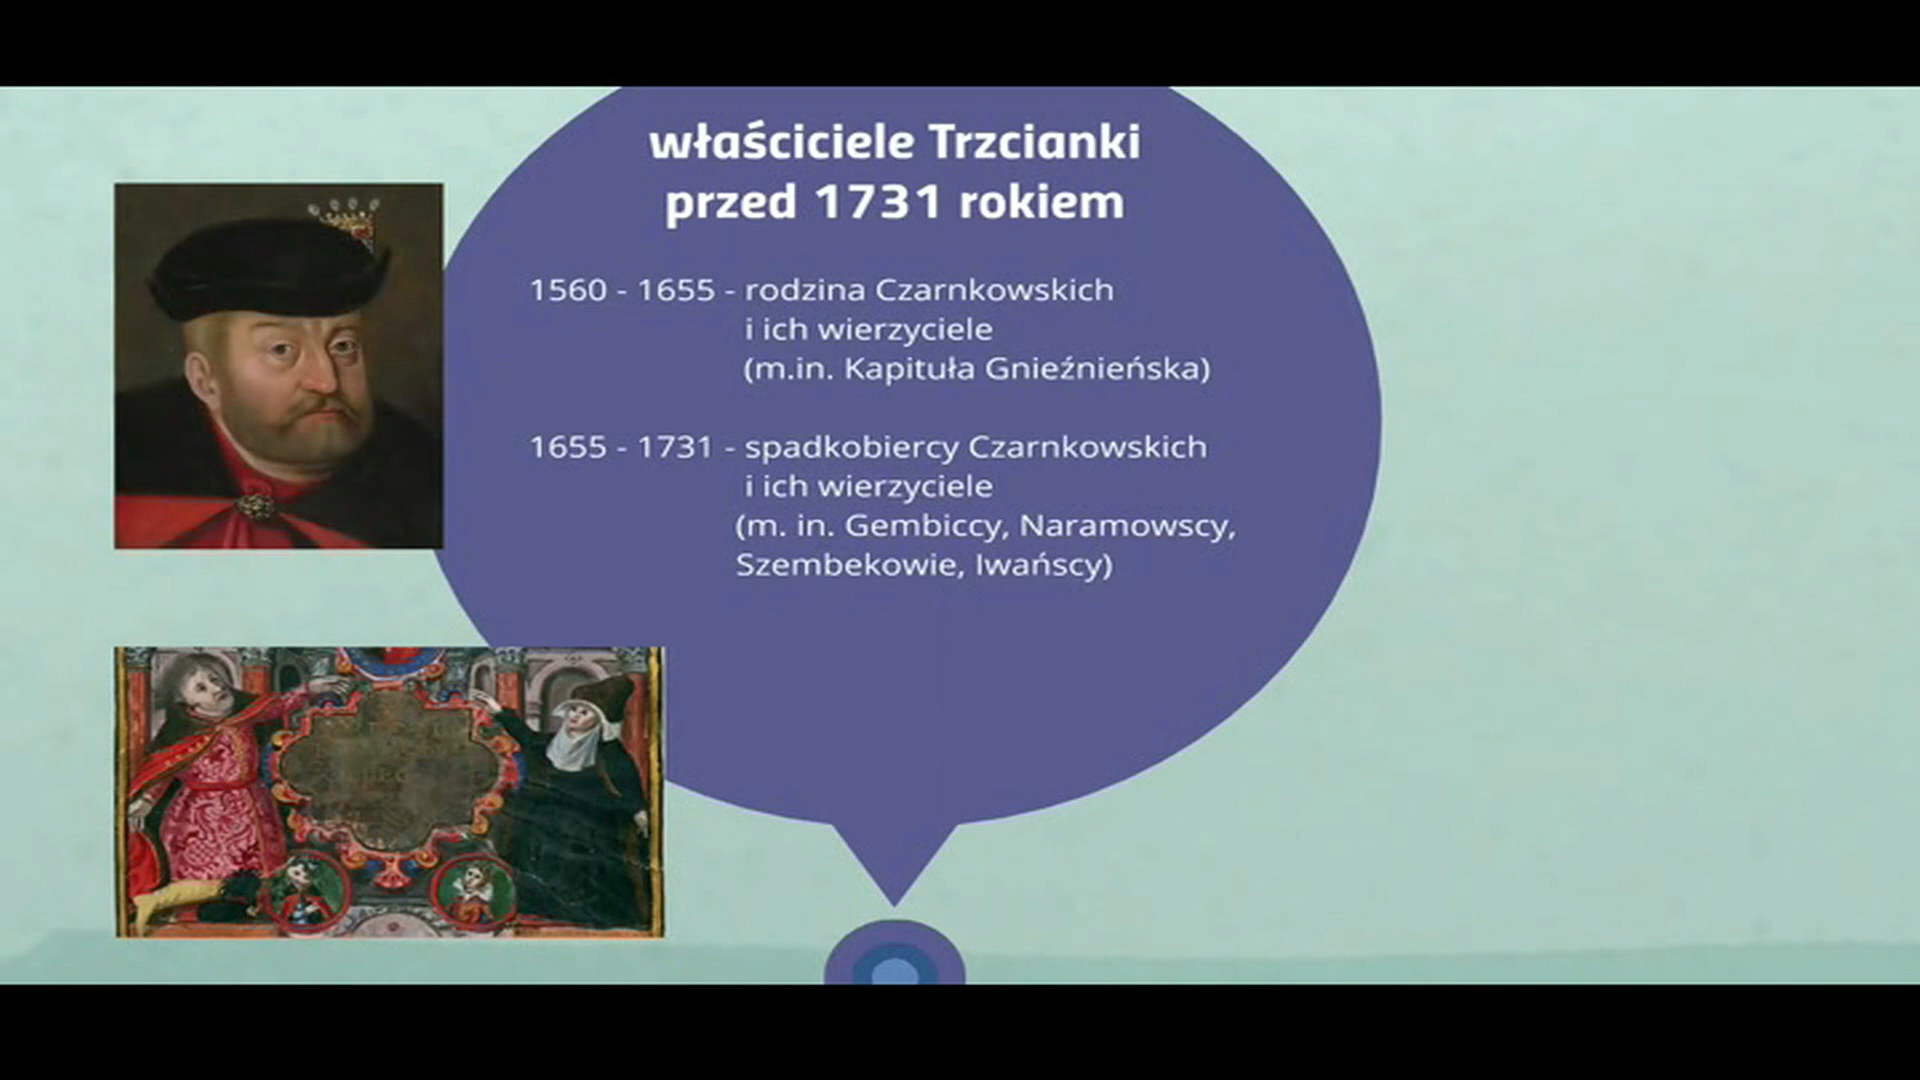 właściciele Trzcianki
przed 1731 rokiem
1560 - 1655 - rodzina Czarnkowskich
i ich wierzyciele
(m.in. Kapituła Gnieźnieńska)
1655 - 1731 - spadkobiercy Czarnkowskich
i ich wierzyciele
(m. in. Gembiccy, Naramowscy,
Szembekowie, Iwańscy)